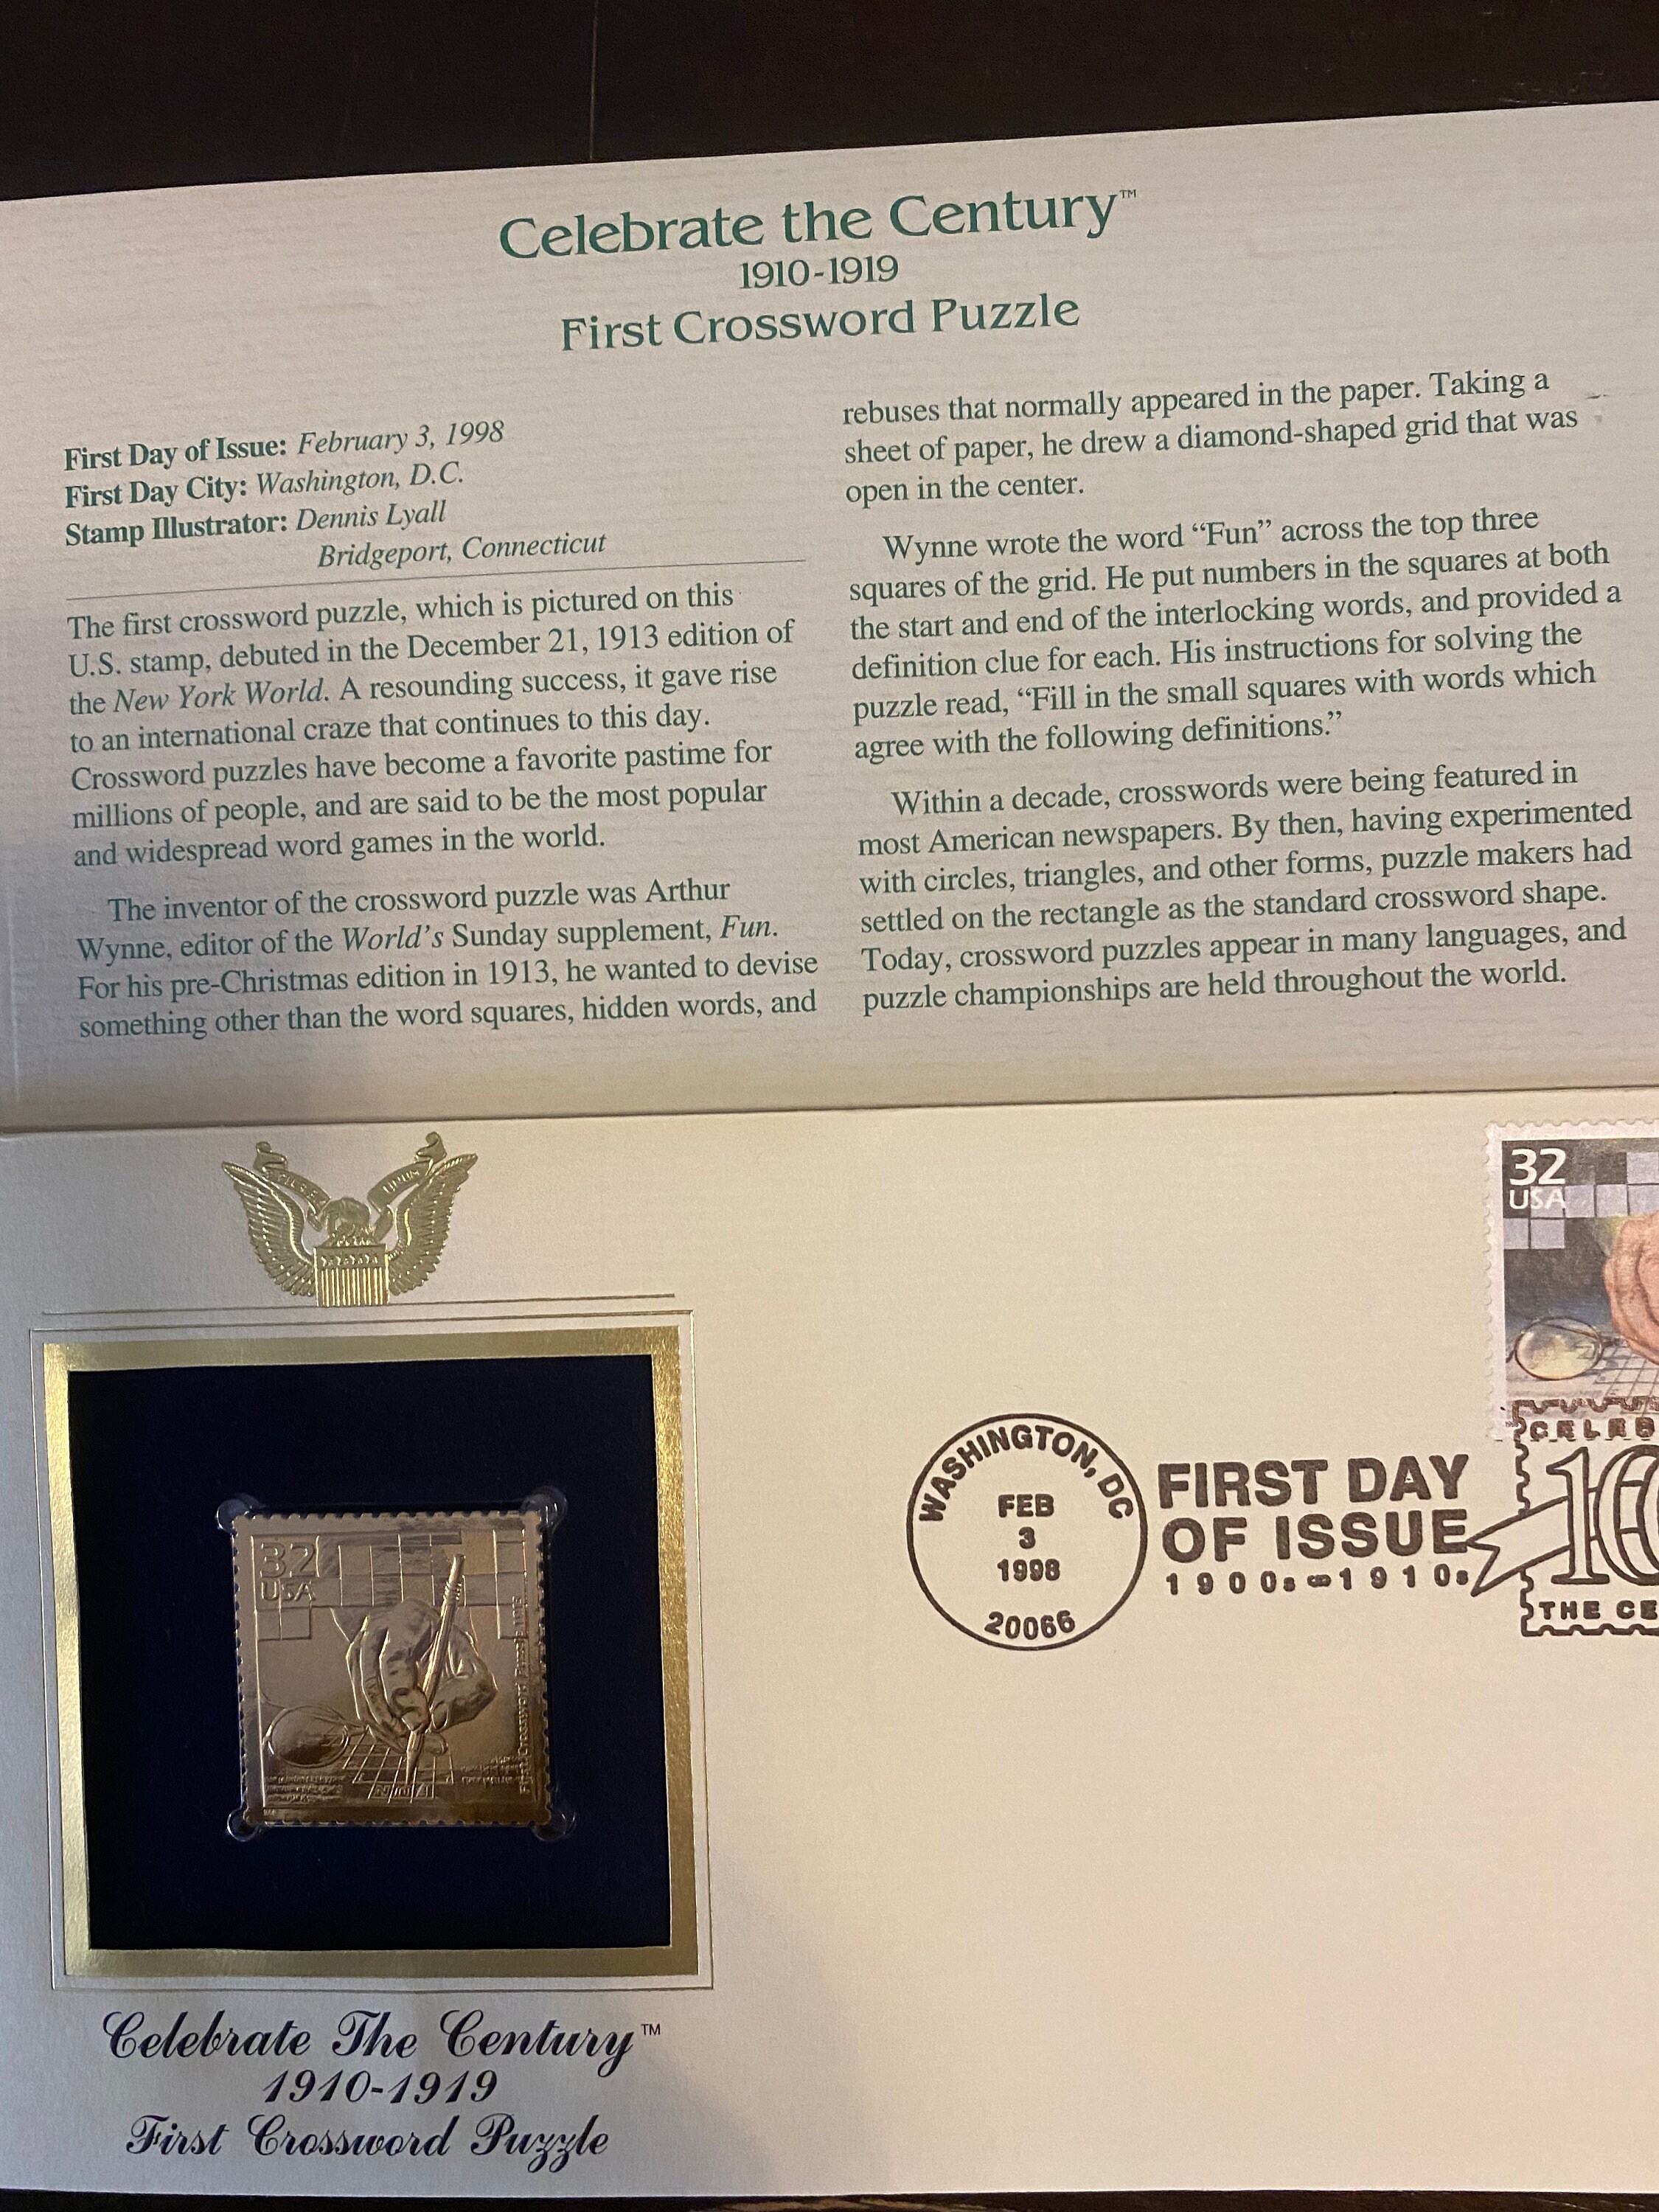 Celebrate the Century™
1910-1919
First Crossword Puzzle
First Day of Issue: February 3, 1998
First Day City: Washington, D.C.
Stamp Illustrator: Dennis Lyall
Bridgeport, Connecticut
The first crossword puzzle, which is pictured on this
U.S. stamp, debuted in the December 21, 1913 edition of
the New York World. A resounding success, it gave rise
to an international craze that continues to this day.
Crossword puzzles have become a favorite pastime for
millions of people, and are said to be the most popular
and widespread word games in the world.
The inventor of the crossword puzzle was Arthur
Wynne, editor of the World's Sunday supplement, Fun.
For his pre-Christmas edition in 1913, he wanted to devise
something other than the word squares, hidden words, and
rebuses that normally appeared in the paper. Taking a
sheet of paper, he drew a diamond-shaped grid that was
open in the center.
Wynne wrote the word “Fun” across the top three
squares of the grid. He put numbers in the squares at both
the start and end of the interlocking words, and provided a
definition clue for each. His instructions for solving the
puzzle read, “Fill in the small squares with words which
agree with the following definitions.”
Within a decade, crosswords were being featured in
most American newspapers. By then, having experimented
with circles, triangles, and other forms, puzzle makers had
settled on the rectangle as the standard crossword shape.
Today, crossword puzzles appear in many languages, and
puzzle championships are held throughout the world.
32
USA
WASHINGTON, DC
FEB
3
1998
20066
FIRST DAY
OF ISSUE
1900s-1910s
CELEB
10
THE CE
32
USA
First Crossword Puzzle, 1913
Celebrate The Century™
1910-1919
First Crossword Puzzle